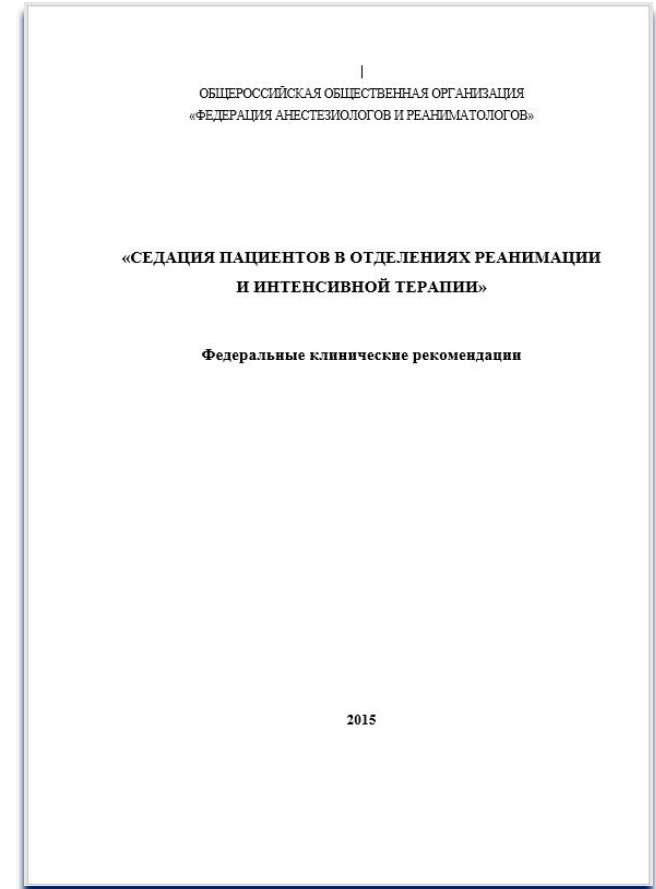 ОБЩЕРОССИЙСКАЯ ОБЩЕСТВЕННАЯ ОРГАНИЗАЦИЯ
«ФЕДЕРАЦИЯ АНЕСТЕЗИОЛОГОВ И РЕАНИМАТОЛОГОВ»
«СЕДАЦИЯ ПАЦИЕНТОВ В ОТДЕЛЕНИЯХ РЕАНИМАЦИИ
И ИНТЕНСИВНОЙ ТЕРАПИИ»
Федеральные клинические рекомендации
2015